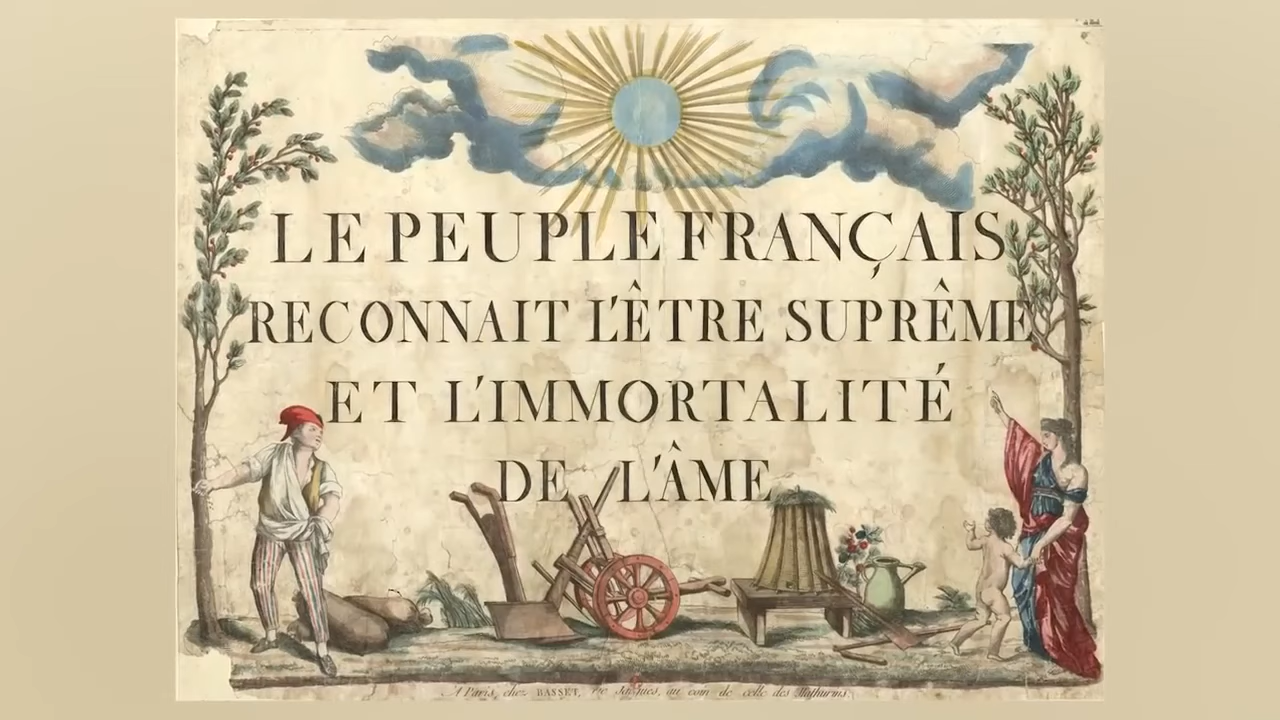 LE PEUPLE FRANÇAIS
RECONNAIT L'ÊTRE SUPRÊME
ET L'IMMORTALITÉ
DE L'ÂME
A Paris, chez BASSET, rue Jacques, au coin de celle des Mathurins.